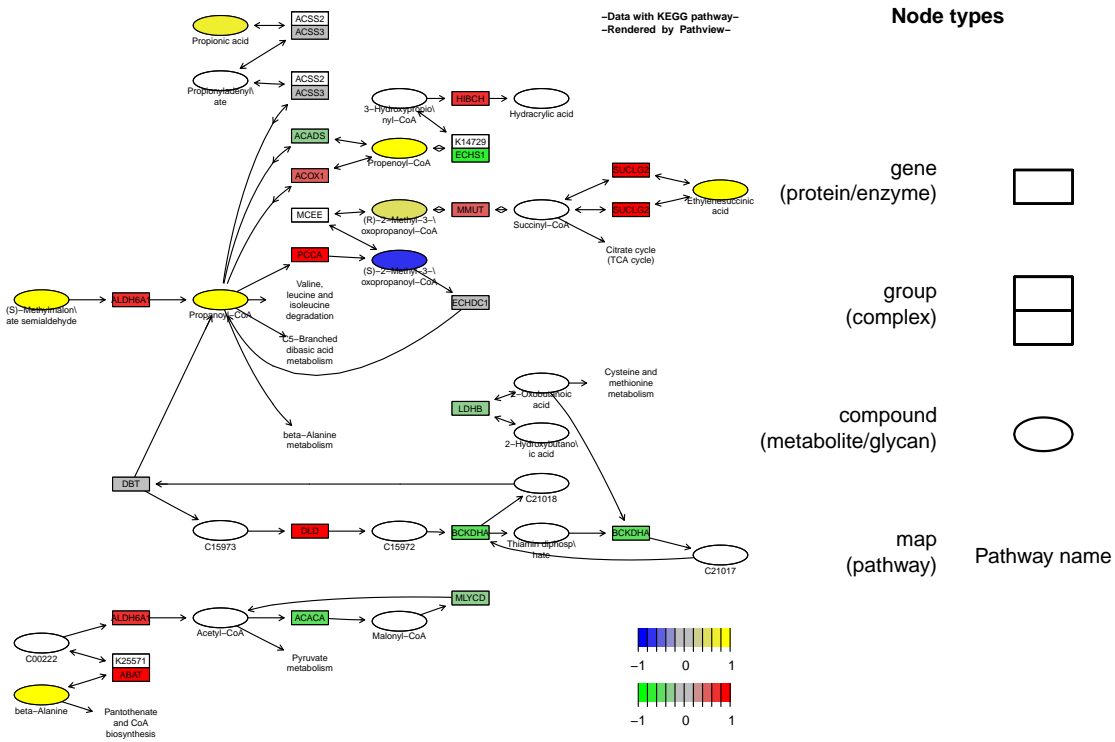 −Data with KEGG pathway−
−Rendered by Pathview−
Node types
gene
(protein/enzyme)
group
(complex)
compound
(metabolite/glycan)
map
(pathway)
Pathway name
Propionic acid
ACSS2
ACSS3
Propionyladenyl\
ate
ACSS2
ACSS3
3−Hydroxypropio\
nyl−CoA
HIBCH
Hydracrylic acid
ACADS
Propenoyl−CoA
K14729
ECHS1
ACOX1
SUCLG2
Ethylenesuccinic
acid
MCEE
(R)−2−Methyl−3−\
oxopropanoyl−CoA
MMUT
Succinyl−CoA
SUCLG2
Citrate cycle
(TCA cycle)
PCCA
(S)−2−Methyl−3−\
oxopropanoyl−CoA
Valine,
leucine and
isoleucine
degradation
(S)−Methylmalon\
ate semialdehyde
ALDH6A1
Propanoyl−CoA
ECHDC1
C5−Branched
dibasic acid
metabolism
beta−Alanine
metabolism
LDHB
2−Oxobutanoic
acid
Cysteine and
methionine
metabolism
2−Hydroxybutano\
ic acid
DBT
C21018
C15973
DLD
C15972
BCKDHA
Thiamin diphosp\
hate
BCKDHA
C21017
ALDH6A1
Acetyl−CoA
ACACA
Malonyl−CoA
MLYCD
C00222
K25571
ABAT
Pyruvate
metabolism
beta−Alanine
Pantothenate
and CoA
biosynthesis
−1 0 1
−1 0 1